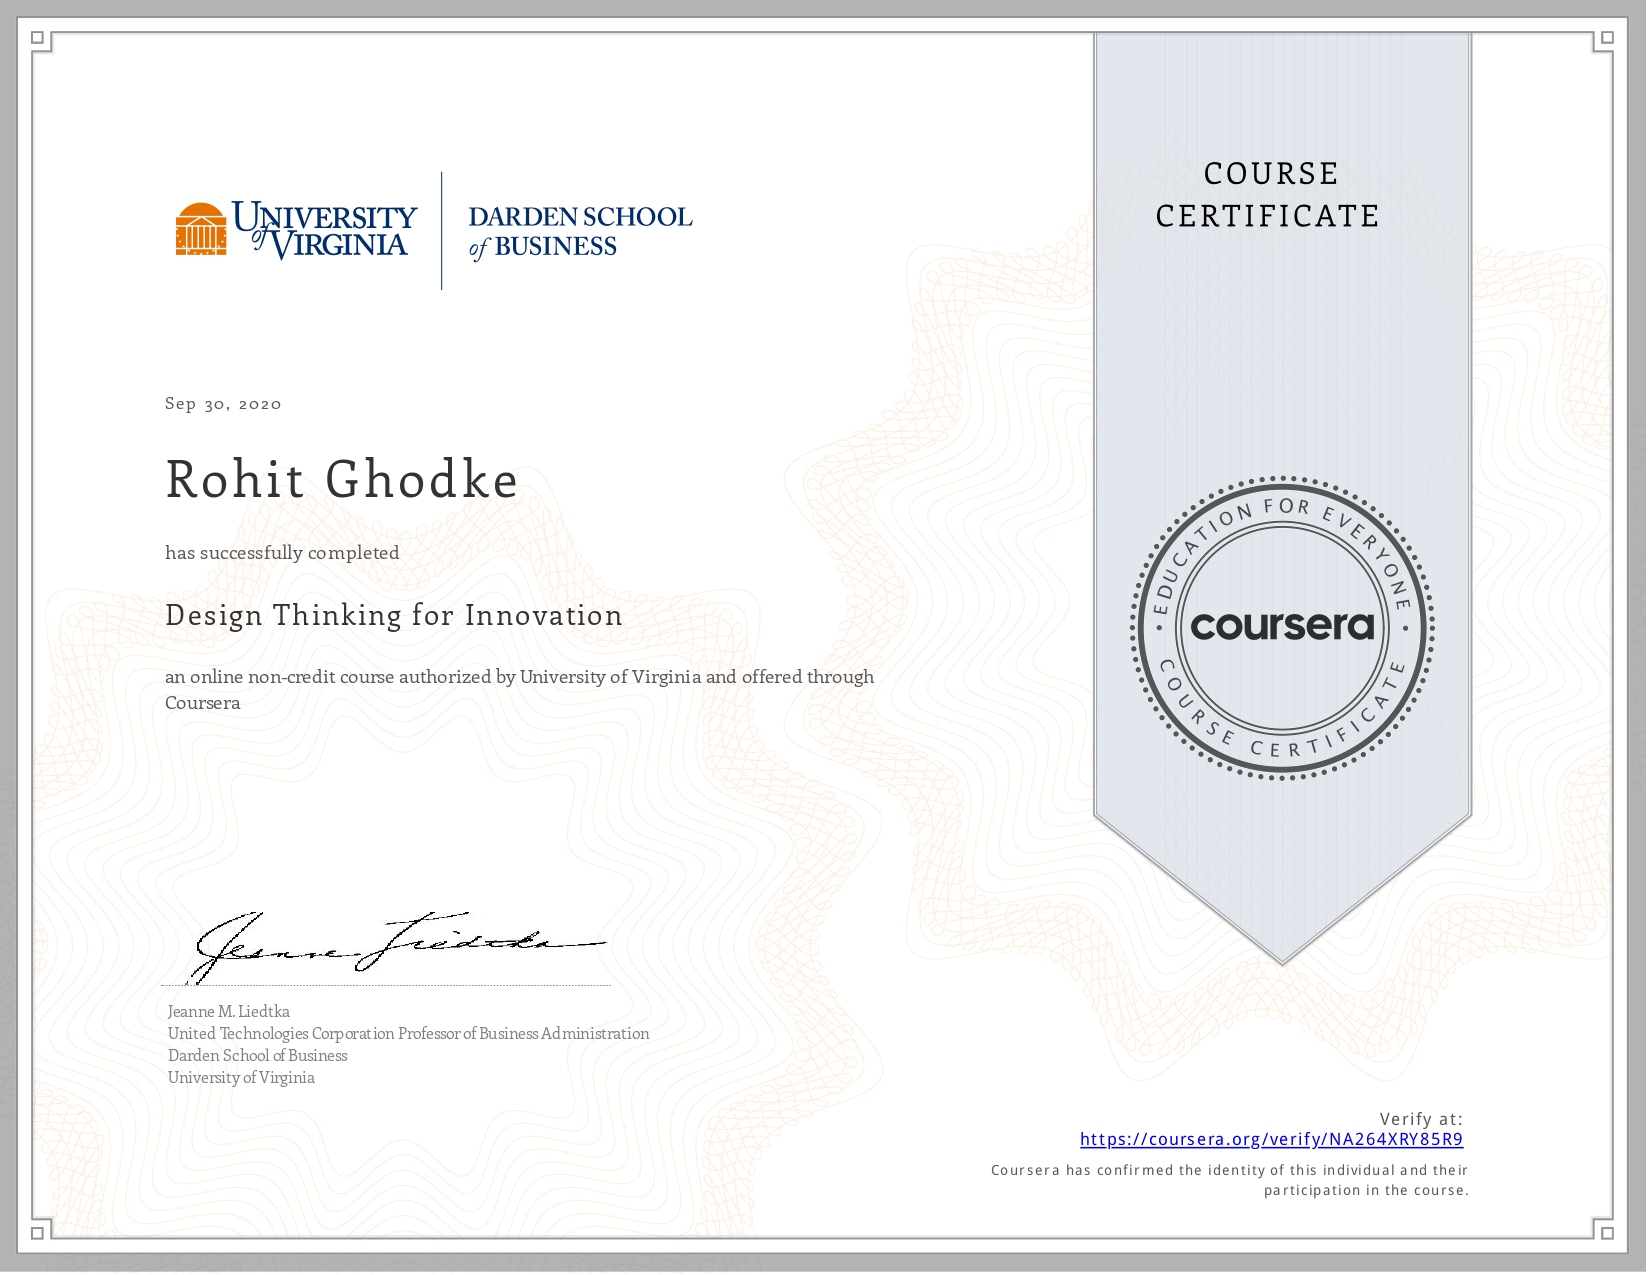 UNIVERSITY
of VIRGINIA
DARDEN SCHOOL
of BUSINESS
COURSE
CERTIFICATE
Sep 30, 2020
Rohit Ghodke
has successfully completed
Design Thinking for Innovation
an online non-credit course authorized by University of Virginia and offered through
Coursera
EDUCATION FOR EVERYONE
coursera
COURSE CERTIFICATE
Jeanne Liedtka
Jeanne M. Liedtka
United Technologies Corporation Professor of Business Administration
Darden School of Business
University of Virginia
Verify at:
https://coursera.org/verify/NA264XRY85R9
Coursera has confirmed the identity of this individual and their
participation in the course.